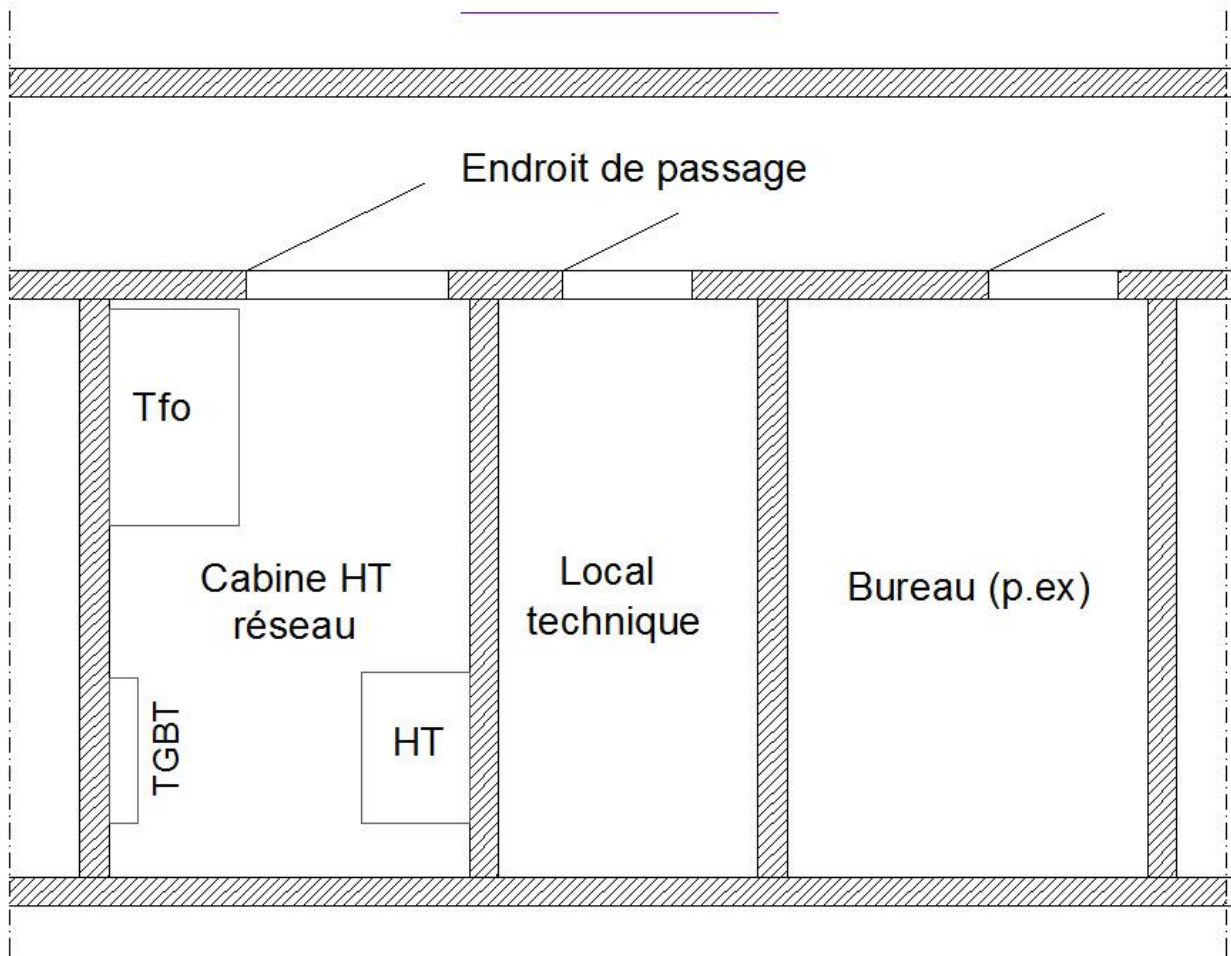 Endroit de passage
Tfo
Cabine HT
réseau
Local
technique
Bureau (p.ex)
TGBT
HT